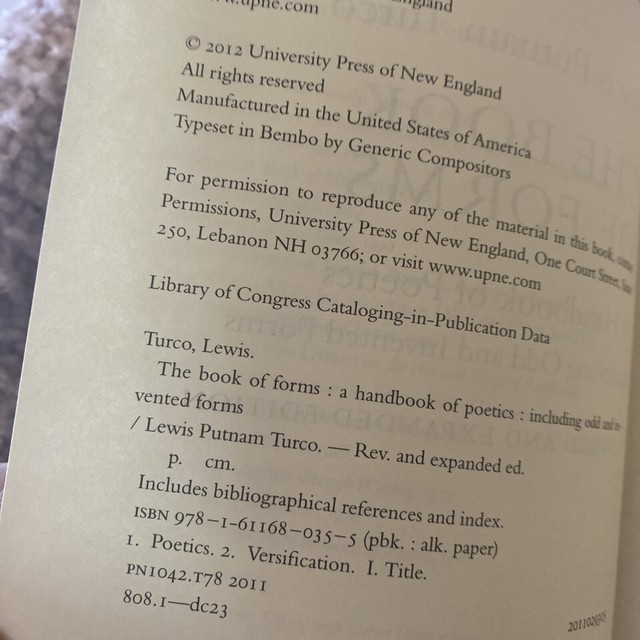 www.upne.com
© 2012 University Press of New England
All rights reserved
Manufactured in the United States of America
Typeset in Bembo by Generic Compositors
For permission to reproduce any of the material in this book, contact
Permissions, University Press of New England, One Court Street, Suite
250, Lebanon NH 03766; or visit www.upne.com
Library of Congress Cataloging-in-Publication Data
Turco, Lewis.
The book of forms : a handbook of poetics : including odd and in-
vented forms
/ Lewis Putnam Turco. — Rev. and expanded ed.
p. cm.
Includes bibliographical references and index.
ISBN 978-1-61168-035-5 (pbk. : alk. paper)
1. Poetics. 2. Versification. I. Title.
PN1042.T78 2011
808.1—dc23